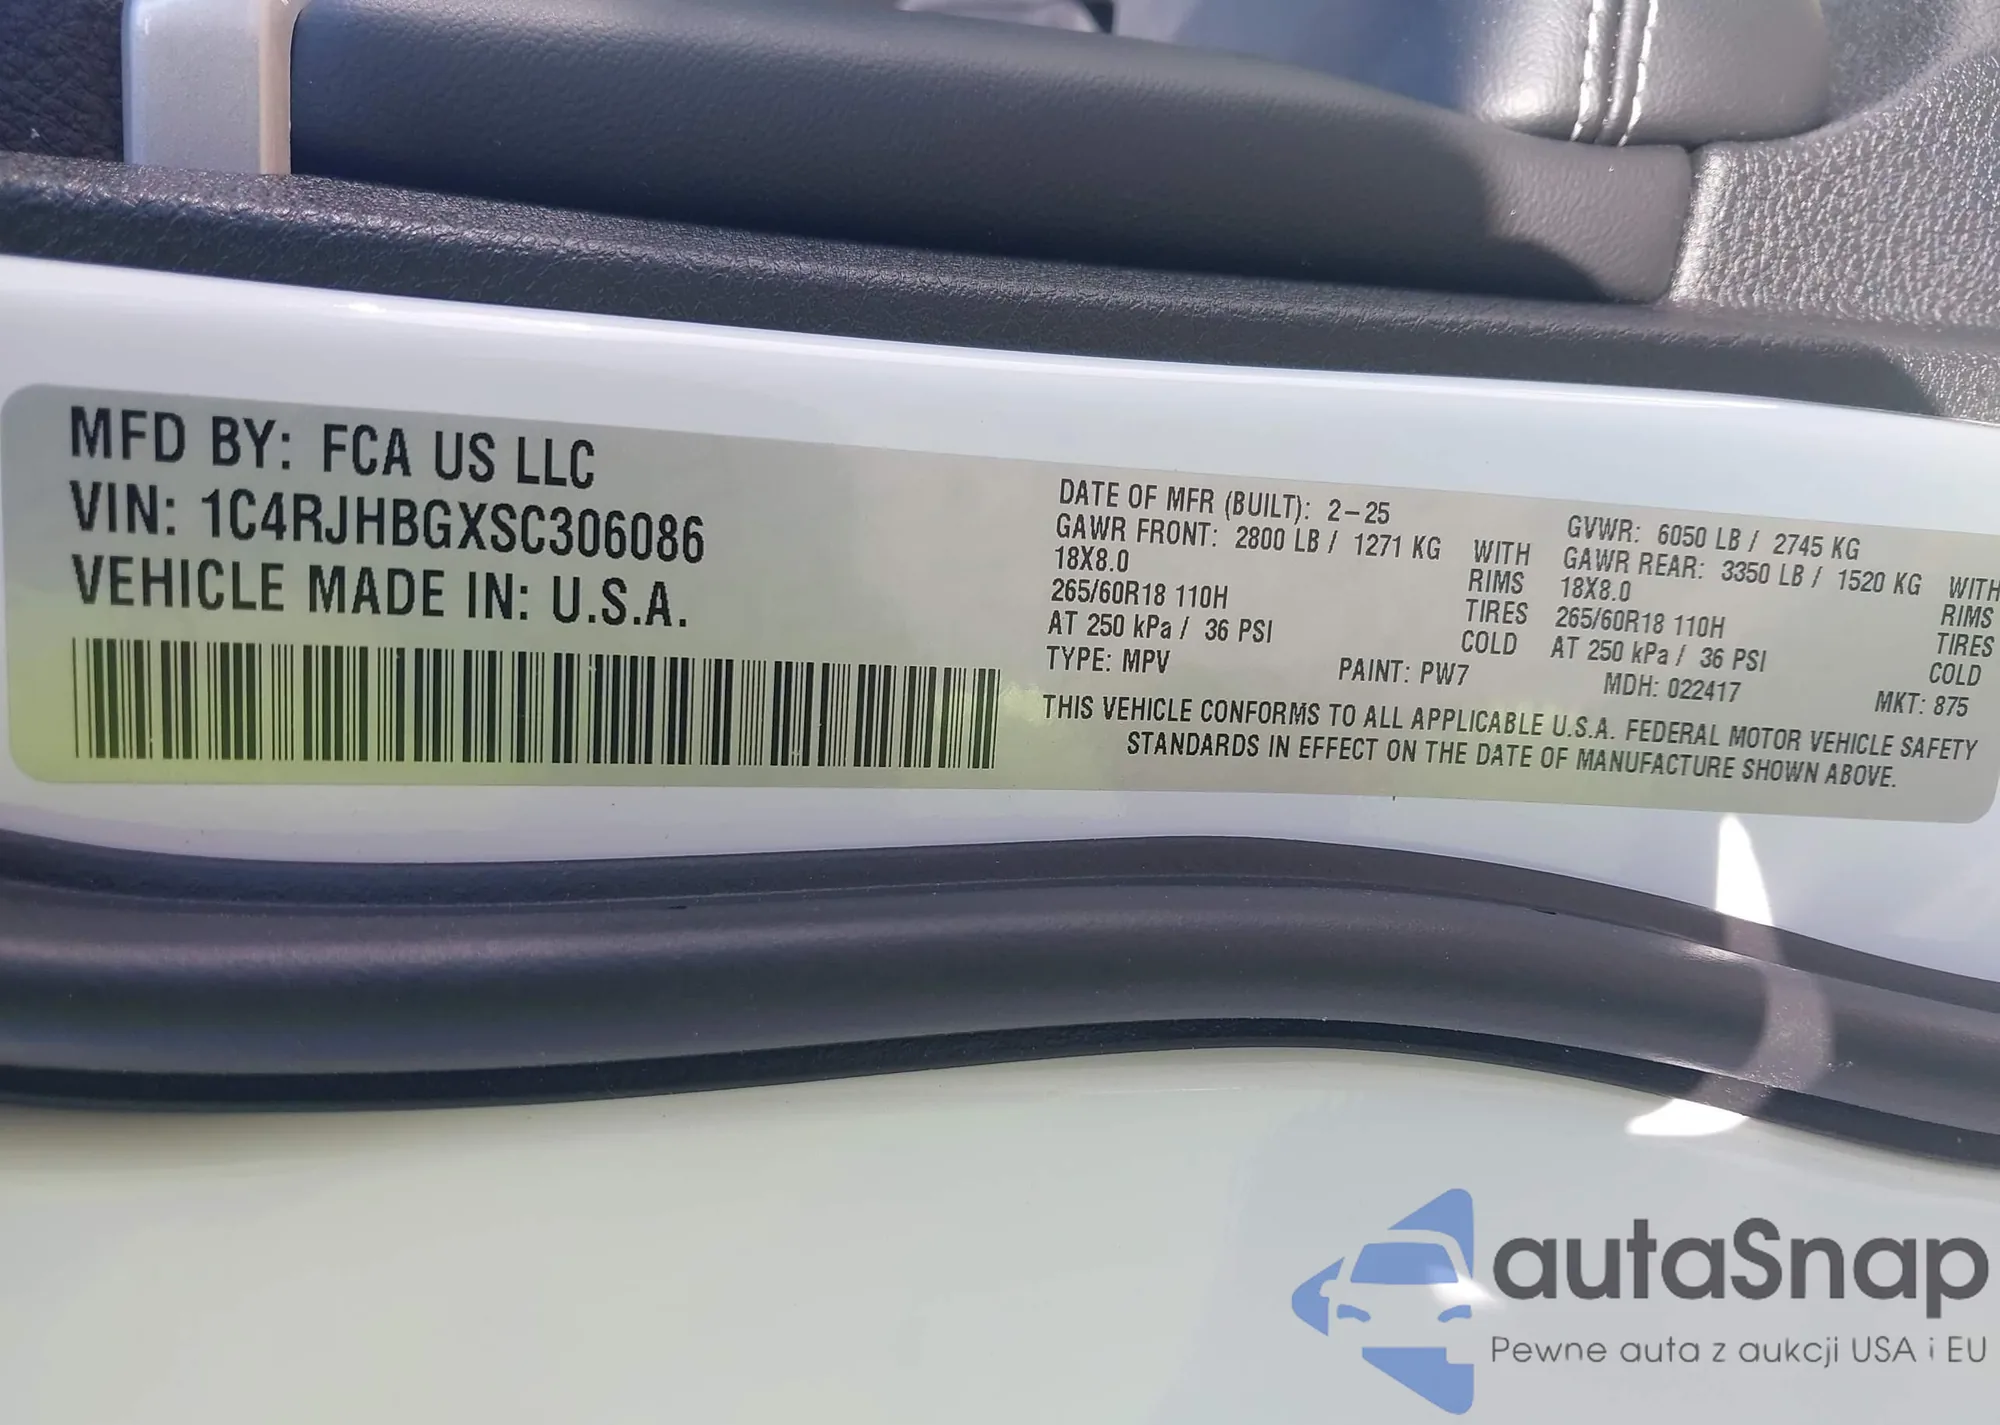 MFD BY: FCA US LLC
VIN: 1C4RJHBGXSC306086
VEHICLE MADE IN: U.S.A.
DATE OF MFR (BUILT): 2-25 GVWR: 6050 LB / 2745 KG
GAWR FRONT: 2800 LB / 1271 KG WITH GAWR REAR: 3350 LB / 1520 KG WITH
18X8.0 RIMS 18X8.0 RIMS
265/60R18 110H TIRES 265/60R18 110H TIRES
AT 250 kPa / 36 PSI COLD AT 250 kPa / 36 PSI COLD
TYPE: MPV PAINT: PW7 MDH: 022417 MKT: 875
THIS VEHICLE CONFORMS TO ALL APPLICABLE U.S.A. FEDERAL MOTOR VEHICLE SAFETY
STANDARDS IN EFFECT ON THE DATE OF MANUFACTURE SHOWN ABOVE.
autaSnap
Pewne auta z aukcji USA i EU